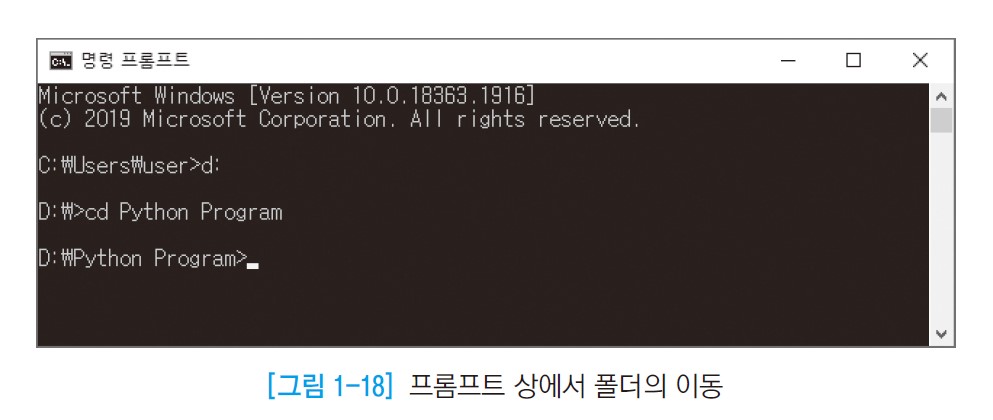 명령 프롬프트
Microsoft Windows [Version 10.0.18363.1916]
(c) 2019 Microsoft Corporation. All rights reserved.
C:₩Users₩user>d:
D:₩>cd Python Program
D:₩Python Program>
[그림 1-18] 프롬프트 상에서 폴더의 이동